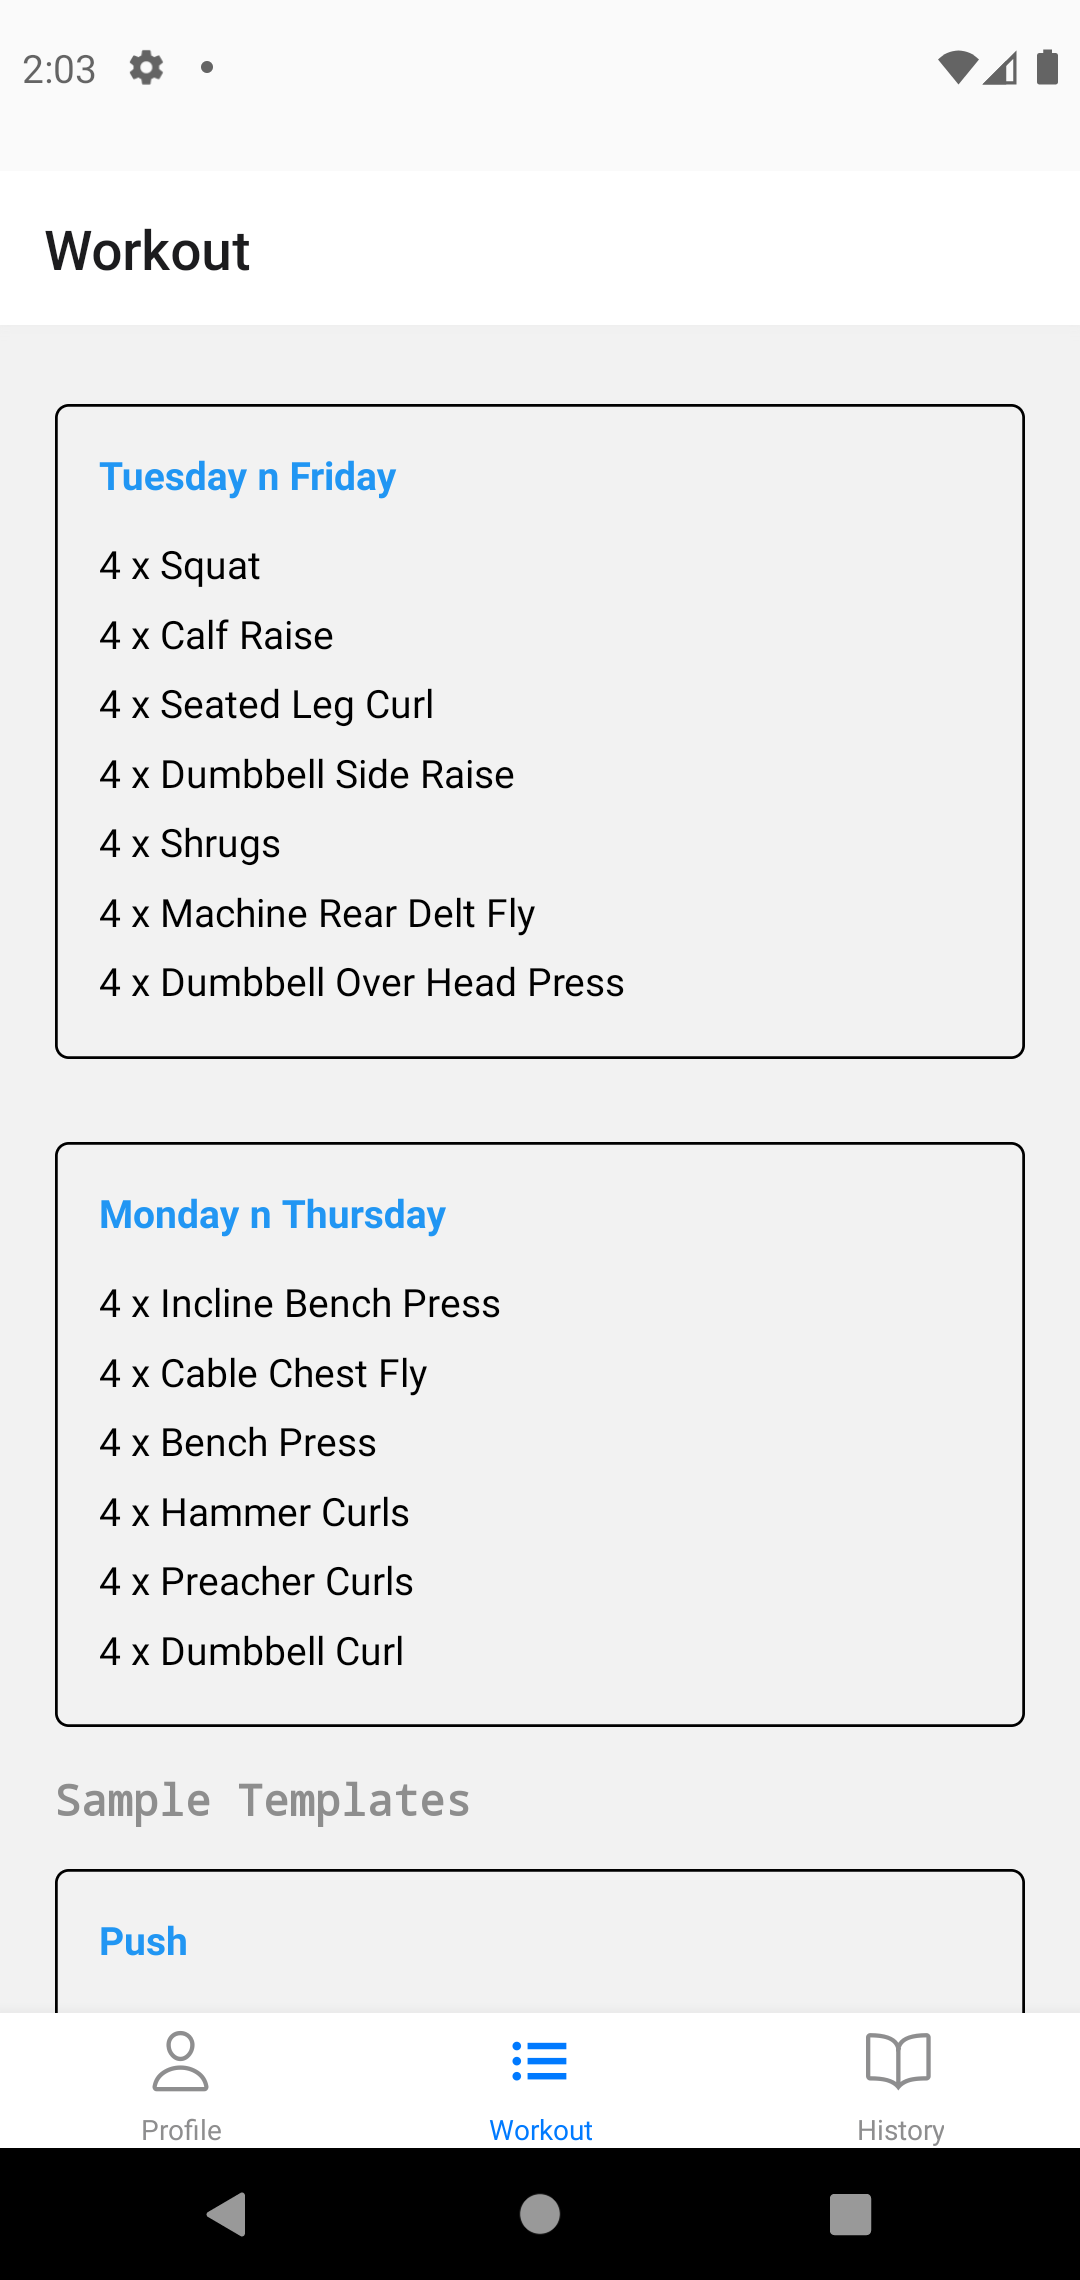 2:03
Workout
Tuesday n Friday
4 x Squat
4 x Calf Raise
4 x Seated Leg Curl
4 x Dumbbell Side Raise
4 x Shrugs
4 x Machine Rear Delt Fly
4 x Dumbbell Over Head Press
Monday n Thursday
4 x Incline Bench Press
4 x Cable Chest Fly
4 x Bench Press
4 x Hammer Curls
4 x Preacher Curls
4 x Dumbbell Curl
Sample Templates
Push
Profile
Workout
History